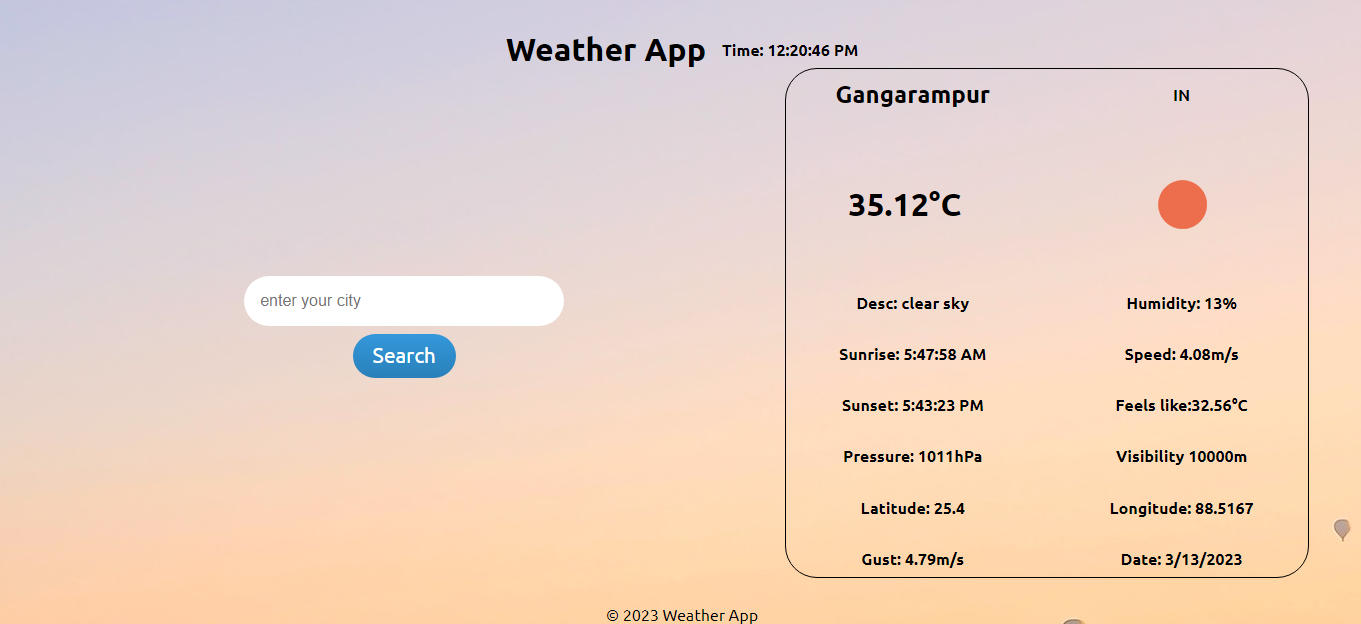 Weather App Time: 12:20:46 PM
Gangarampur IN
35.12°C
enter your city
Search
Desc: clear sky Humidity: 13%
Sunrise: 5:47:58 AM Speed: 4.08m/s
Sunset: 5:43:23 PM Feels like:32.56°C
Pressure: 1011hPa Visibility 10000m
Latitude: 25.4 Longitude: 88.5167
Gust: 4.79m/s Date: 3/13/2023
© 2023 Weather App